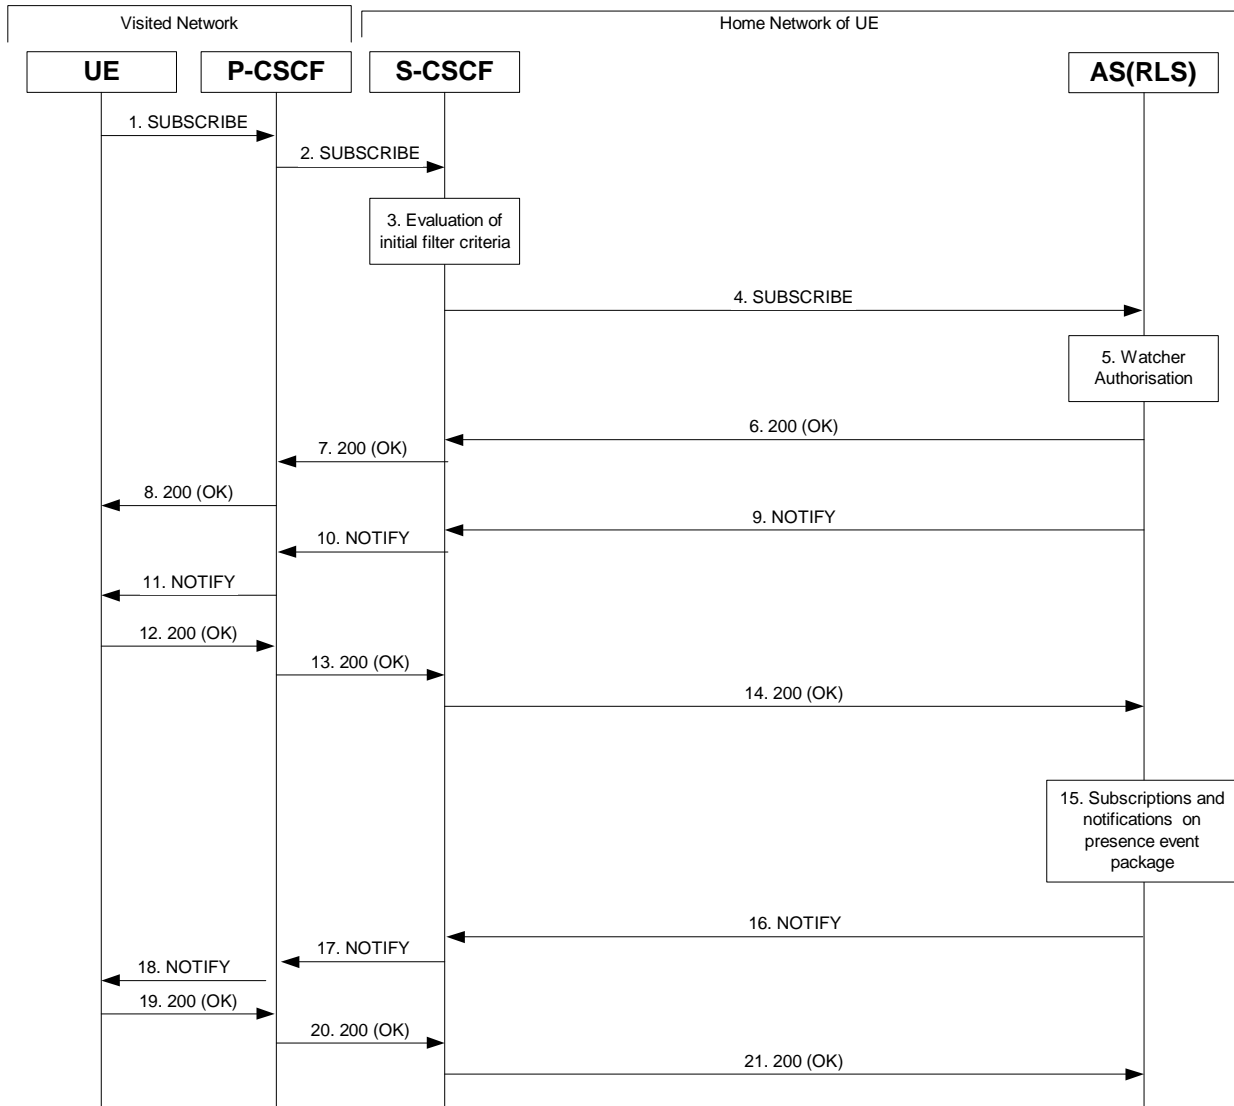 Visited Network
Home Network of UE
UE
P-CSCF
S-CSCF
AS(RLS)
1. SUBSCRIBE
2. SUBSCRIBE
3. Evaluation of
initial filter criteria
4. SUBSCRIBE
5. Watcher
Authorisation
6. 200 (OK)
7. 200 (OK)
8. 200 (OK)
9. NOTIFY
10. NOTIFY
11. NOTIFY
12. 200 (OK)
13. 200 (OK)
14. 200 (OK)
15. Subscriptions and
notifications on
presence event
package
16. NOTIFY
17. NOTIFY
18. NOTIFY
19. 200 (OK)
20. 200 (OK)
21. 200 (OK)